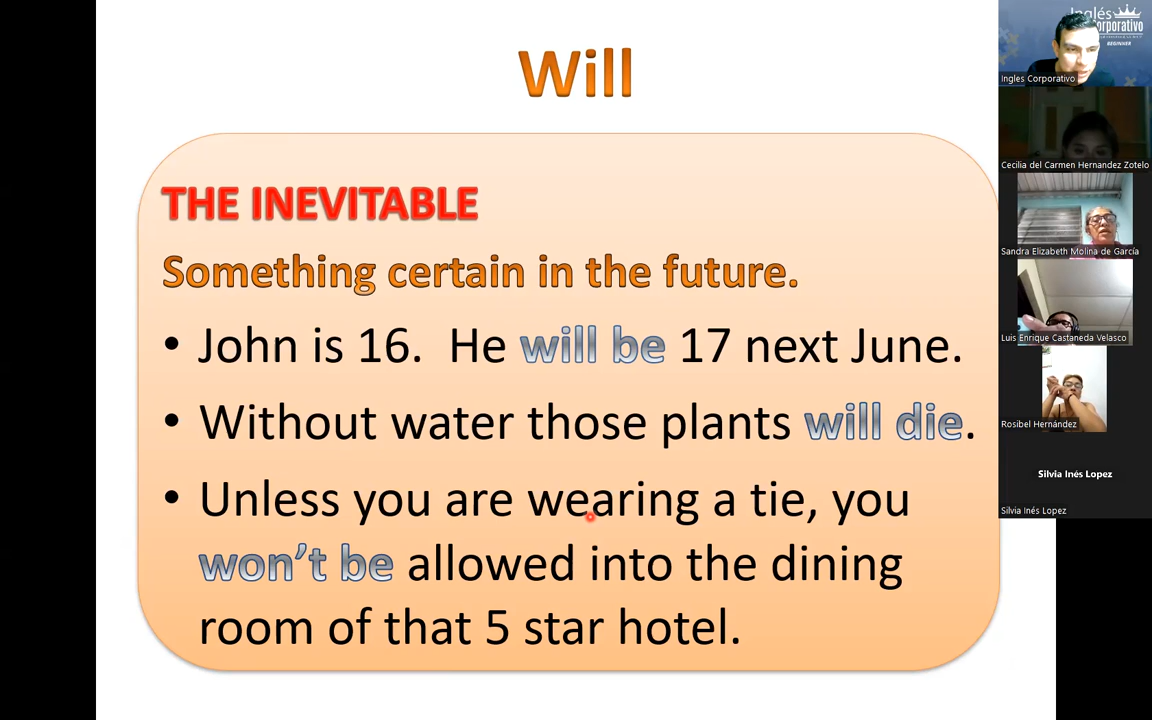 Will
THE INEVITABLE
Something certain in the future.
• John is 16.  He will be 17 next June.
• Without water those plants will die.
• Unless you are wearing a tie, you
won't be allowed into the dining
room of that 5 star hotel.
Inglés
Corporativo
BEGINNER
Ingles Corporativo
Cecilia del Carmen Hernandez Zotelo
Sandra Elizabeth Molina de García
Luis Enrique Castaneda Velasco
Rosibel Hernández
Silvia Inés Lopez
Silvia Inés Lopez